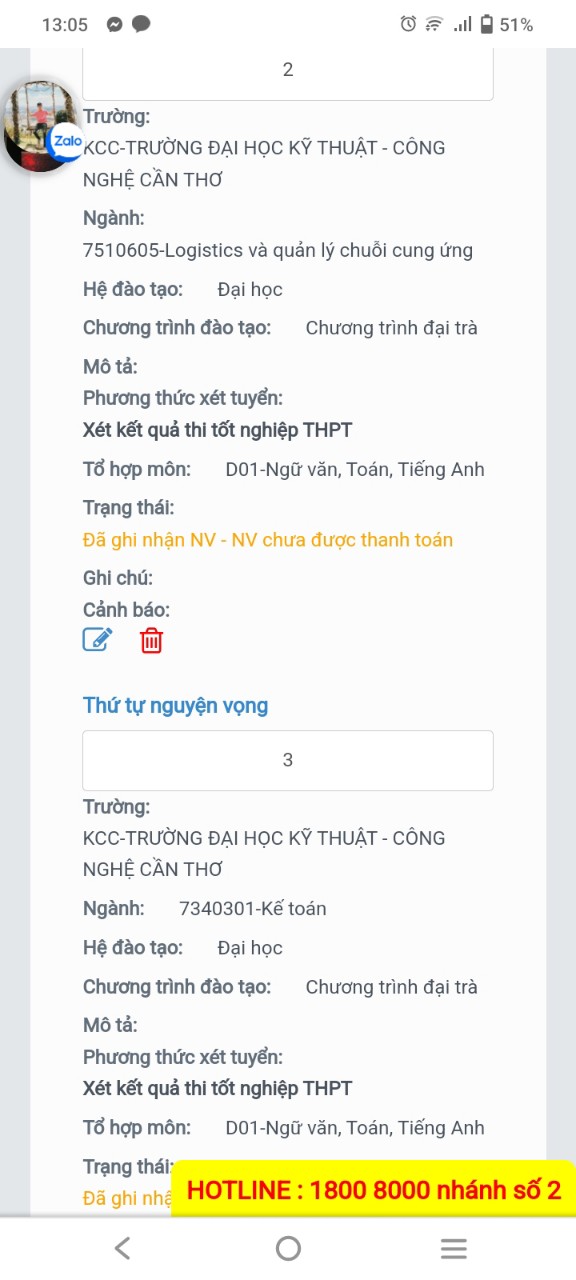 13:05
51%
2
Trường:
Zalo
KCC-TRƯỜNG ĐẠI HỌC KỸ THUẬT - CÔNG
NGHỆ CẦN THƠ
Ngành:
7510605-Logistics và quản lý chuỗi cung ứng
Hệ đào tạo: Đại học
Chương trình đào tạo: Chương trình đại trà
Mô tả:
Phương thức xét tuyển:
Xét kết quả thi tốt nghiệp THPT
Tổ hợp môn: D01-Ngữ văn, Toán, Tiếng Anh
Trạng thái:
Đã ghi nhận NV - NV chưa được thanh toán
Ghi chú:
Cảnh báo:
Thứ tự nguyện vọng
3
Trường:
KCC-TRƯỜNG ĐẠI HỌC KỸ THUẬT - CÔNG
NGHỆ CẦN THƠ
Ngành: 7340301-Kế toán
Hệ đào tạo: Đại học
Chương trình đào tạo: Chương trình đại trà
Mô tả:
Phương thức xét tuyển:
Xét kết quả thi tốt nghiệp THPT
Tổ hợp môn: D01-Ngữ văn, Toán, Tiếng Anh
Trạng thái:
Đã ghi
HOTLINE : 1800 8000 nhánh số 2